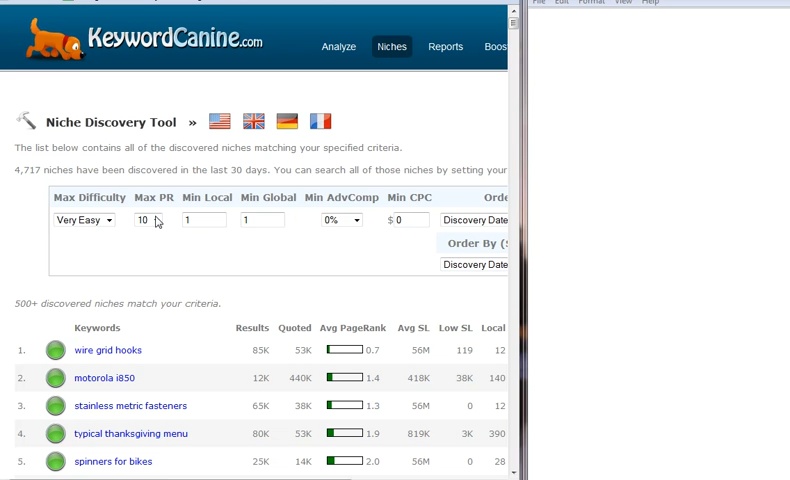 File Edit Format View Help
KeywordCanine.com
Analyze Niches Reports Boos
Niche Discovery Tool »
The list below contains all of the discovered niches matching your specified criteria.
4,717 niches have been discovered in the last 30 days. You can search all of those niches by setting your
Max Difficulty Max PR Min Local Min Global Min AdvComp Min CPC Orde
Very Easy 10 1 1 0% $ 0 Discovery Date
Order By (S
Discovery Date
500+ discovered niches match your criteria.
Keywords Results Quoted Avg PageRank Avg SL Low SL Local
1. wire grid hooks 85K 53K 0.7 56M 119 12
2. motorola i850 12K 440K 1.4 418K 38K 140
3. stainless metric fasteners 65K 38K 1.3 56M 0 12
4. typical thanksgiving menu 80K 53K 1.9 819K 3K 390
5. spinners for bikes 25K 14K 2.0 56M 0 28